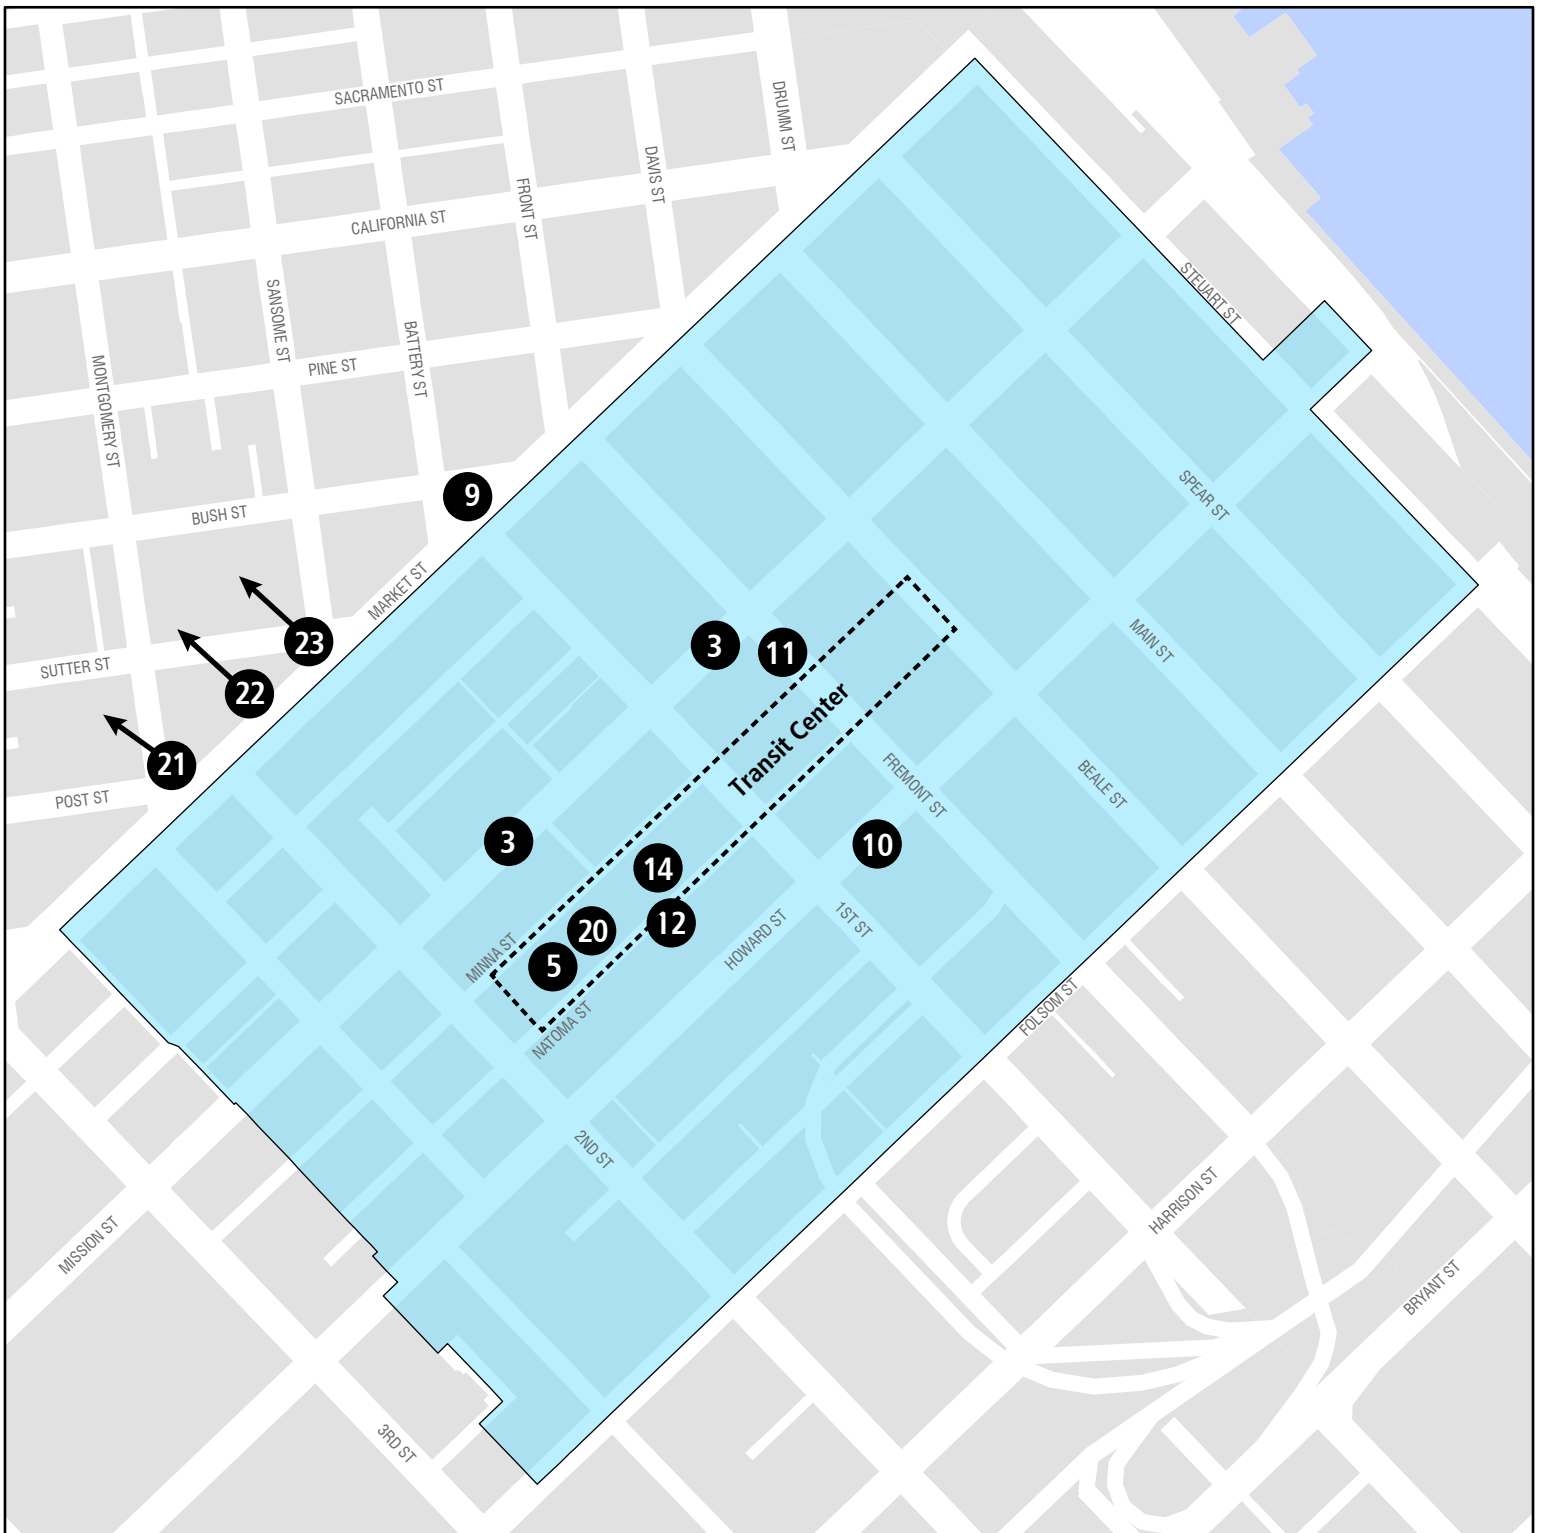 SACRAMENTO ST
DRUMM ST
DAVIS ST
FRONT ST
CALIFORNIA ST
STEUART ST
SANSOME ST
BATTERY ST
MONTGOMERY ST
PINE ST
SPEAR ST
9
BUSH ST
MARKET ST
MAIN ST
23
3
11
SUTTER ST
22
Transit Center
21
FREMONT ST
BEALE ST
POST ST
3
10
14
1ST ST
12
20
HOWARD ST
MINNA ST
5
FOLSOM ST
NATOMA ST
2ND ST
HARRISON ST
MISSION ST
BRYANT ST
3RD ST